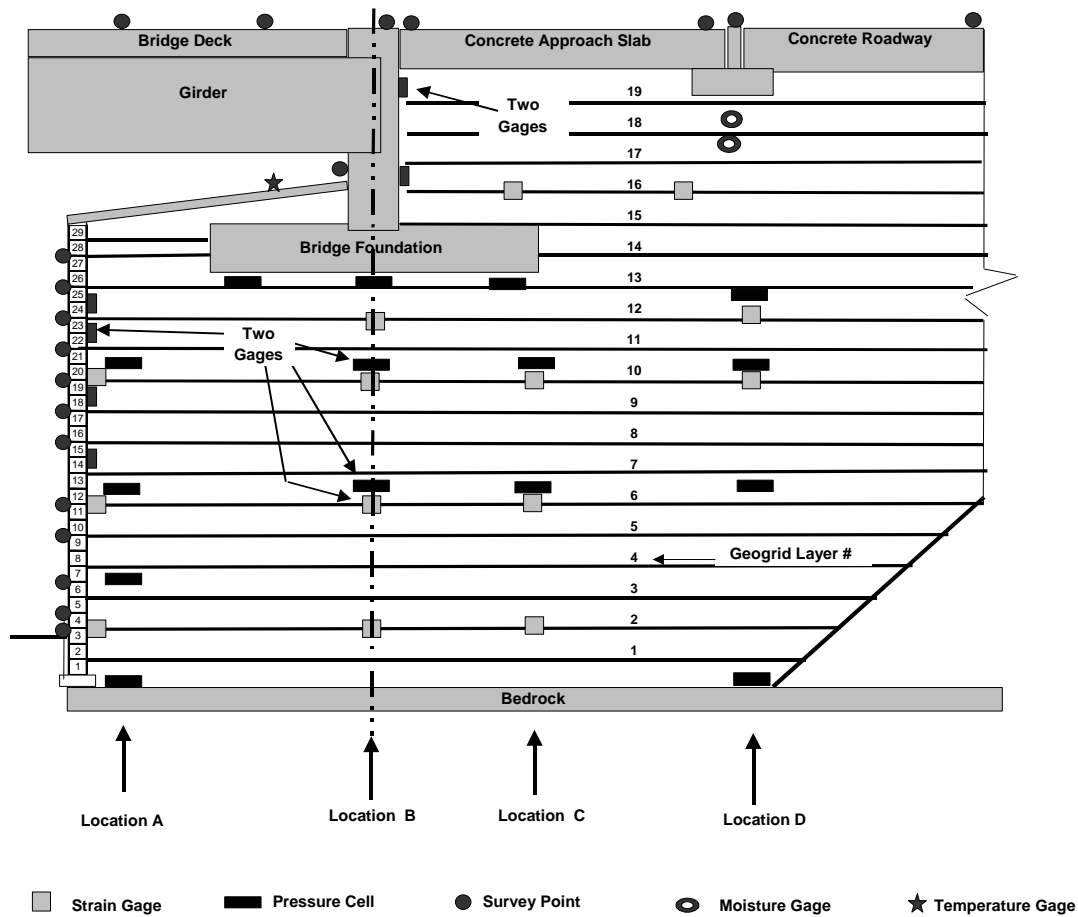 Bridge Deck
Concrete Approach Slab
Concrete Roadway
Girder
19
Two
Gages
18
17
16
15
29
28
Bridge Foundation
14
27
26
13
25
24
12
23
Two
Gages
22
11
21
20
10
19
18
9
17
16
8
15
14
7
13
12
6
11
10
5
9
8
4
Geogrid Layer #
7
6
3
5
4
2
3
2
1
1
Bedrock
Location A
Location B
Location C
Location D
Strain Gage
Pressure Cell
Survey Point
Moisture Gage
Temperature Gage